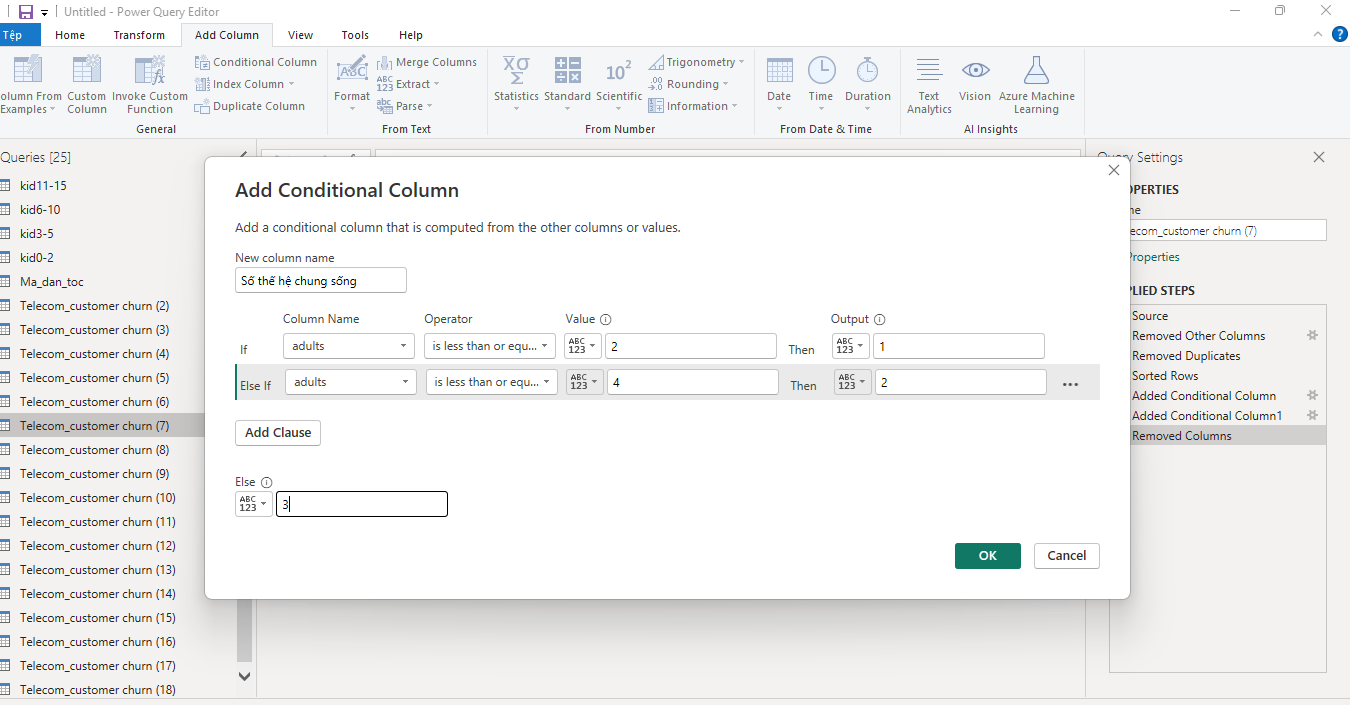 Untitled - Power Query Editor
Tệp Home Transform Add Column View Tools Help
olumn From Examples
Custom Column
Invoke Custom Function
Conditional Column
Index Column
Duplicate Column
General
Format
Merge Columns
Extract
Parse
From Text
Statistics
Standard
Scientific
Trigonometry
Rounding
Information
From Number
Date
Time
Duration
From Date & Time
Text Analytics
Vision
Azure Machine Learning
AI Insights
Queries [25]
kid11-15
kid6-10
kid3-5
kid0-2
Ma_dan_toc
Telecom_customer churn (2)
Telecom_customer churn (3)
Telecom_customer churn (4)
Telecom_customer churn (5)
Telecom_customer churn (6)
Telecom_customer churn (7)
Telecom_customer churn (8)
Telecom_customer churn (9)
Telecom_customer churn (10)
Telecom_customer churn (11)
Telecom_customer churn (12)
Telecom_customer churn (13)
Telecom_customer churn (14)
Telecom_customer churn (15)
Telecom_customer churn (16)
Telecom_customer churn (17)
Telecom_customer churn (18)
Add Conditional Column
Add a conditional column that is computed from the other columns or values.
New column name
Số thế hệ chung sống
Column Name Operator Value Output
If adults is less than or equ... ABC 123 2 Then ABC 123 1
Else If adults is less than or equ... ABC 123 4 Then ABC 123 2 ...
Add Clause
Else
ABC 123 3
OK Cancel
Query Settings
OPERTIES
me
ecom_customer churn (7)
Properties
PLIED STEPS
Source
Removed Other Columns
Removed Duplicates
Sorted Rows
Added Conditional Column
Added Conditional Column1
Removed Columns